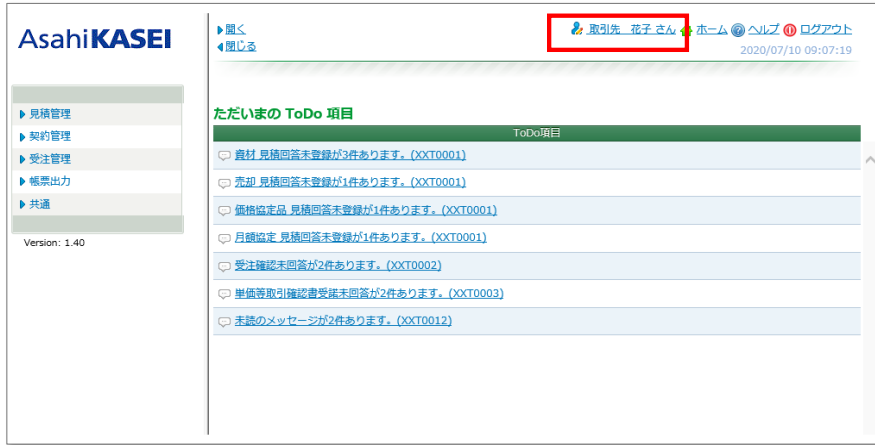 AsahiKASEI
開く
閉じる
取引先 花子 さん ホーム ヘルプ ログアウト
2020/07/10 09:07:19
見積管理
契約管理
受注管理
帳票出力
共通
Version: 1.40
ただいまの ToDo 項目
ToDo項目
資材 見積回答未登録が3件あります。(XXT0001)
売却 見積回答未登録が1件あります。(XXT0001)
価格協定品 見積回答未登録が1件あります。(XXT0001)
月額協定 見積回答未登録が1件あります。(XXT0001)
受注確認未回答が2件あります。(XXT0002)
単価等取引確認書受諾未回答が2件あります。(XXT0003)
未読のメッセージが2件あります。(XXT0012)